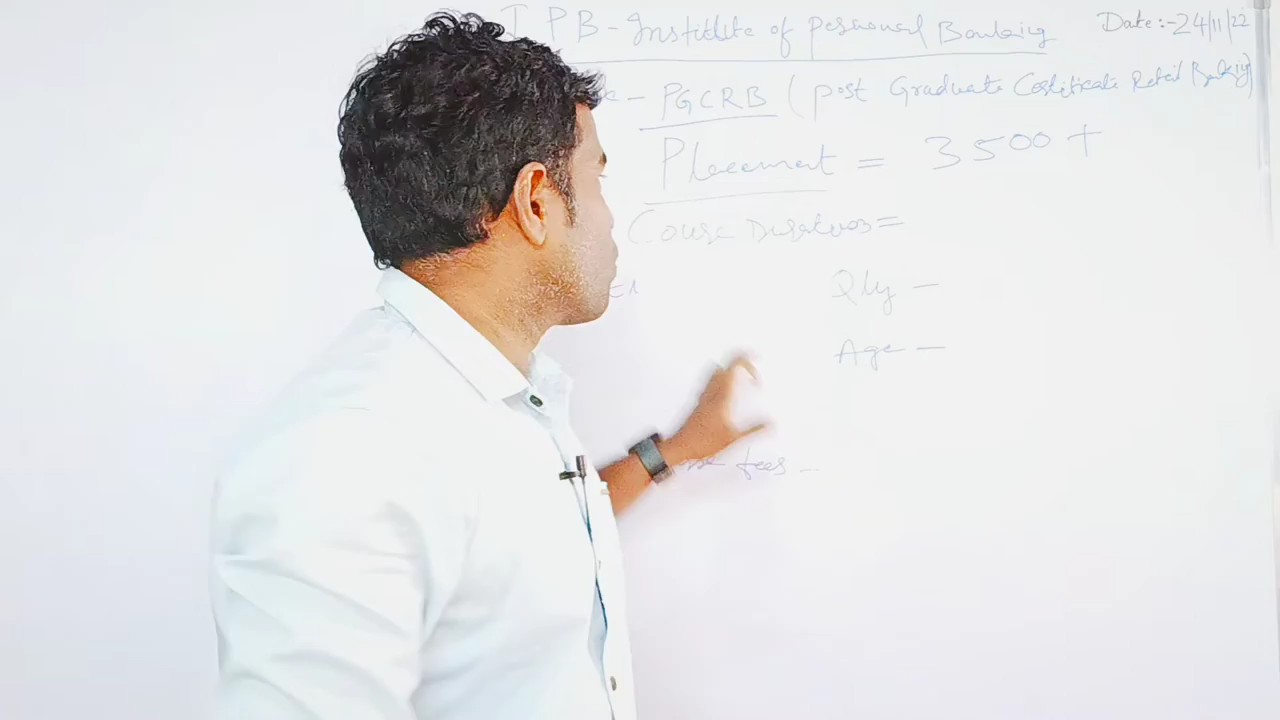 I P B - Institute of personal Banking
Date :- 24/11/22
- PGCRB ( post Graduate Certificate Retail Banking)
Placement = 3500 +
Course Duration =
Qly -
Age -
fees -